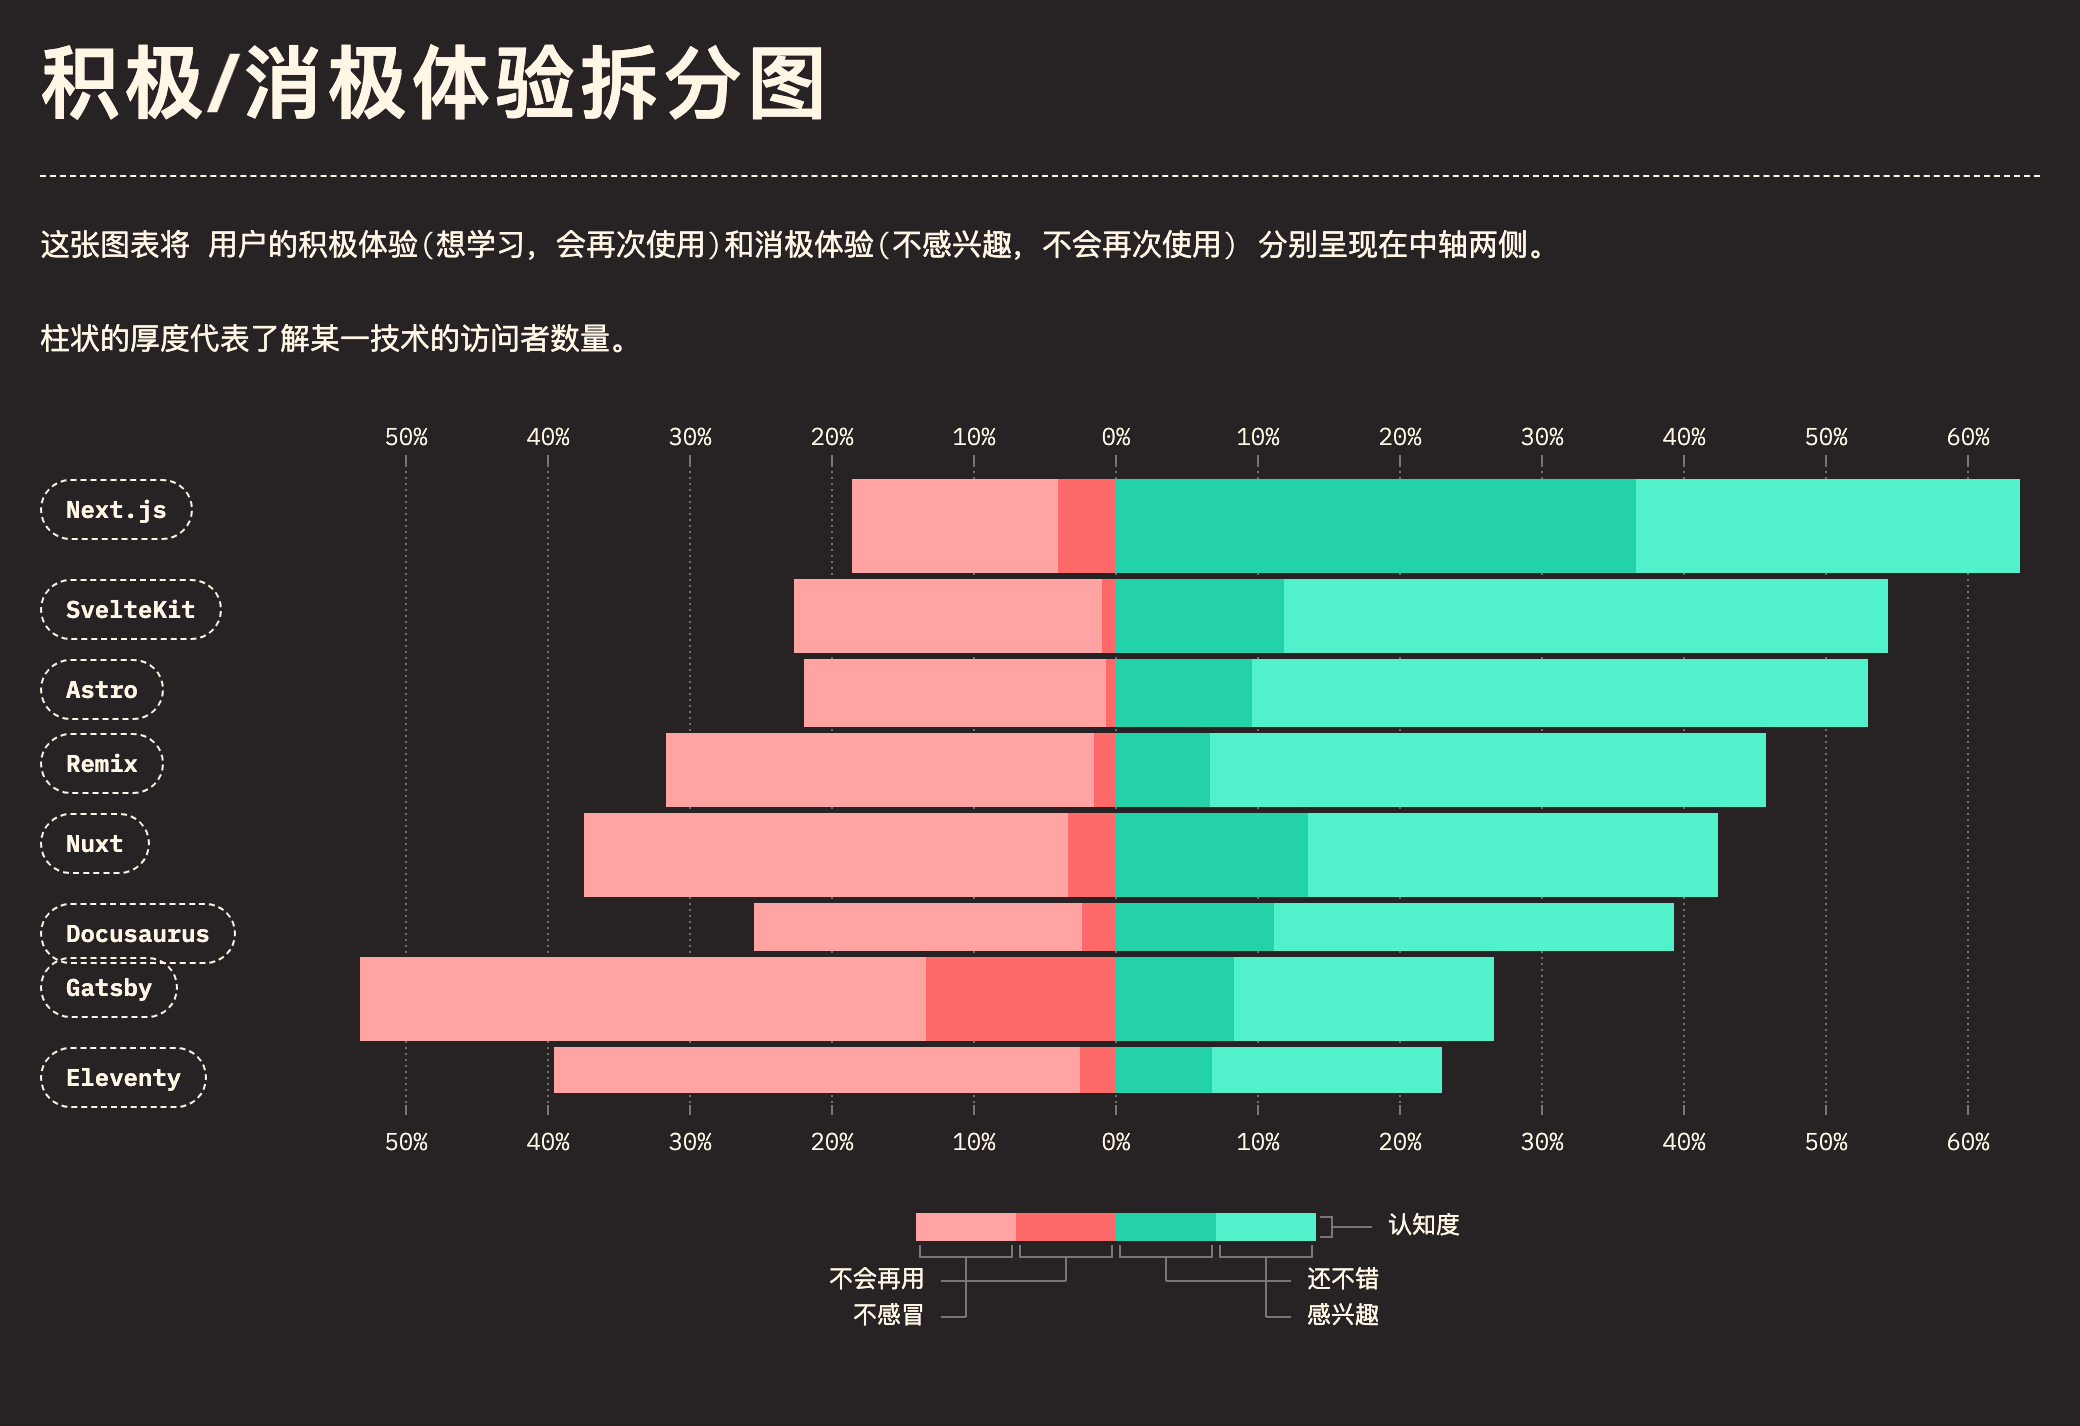 积极/消极体验拆分图
这张图表将 用户的积极体验(想学习, 会再次使用)和消极体验(不感兴趣, 不会再次使用) 分别呈现在中轴两侧。
柱状的厚度代表了解某一技术的访问者数量。
50% 40% 30% 20% 10% 0% 10% 20% 30% 40% 50% 60%
Next.js
SvelteKit
Astro
Remix
Nuxt
Docusaurus
Gatsby
Eleventy
50% 40% 30% 20% 10% 0% 10% 20% 30% 40% 50% 60%
认知度
不会再用 还不错
不感冒 感兴趣